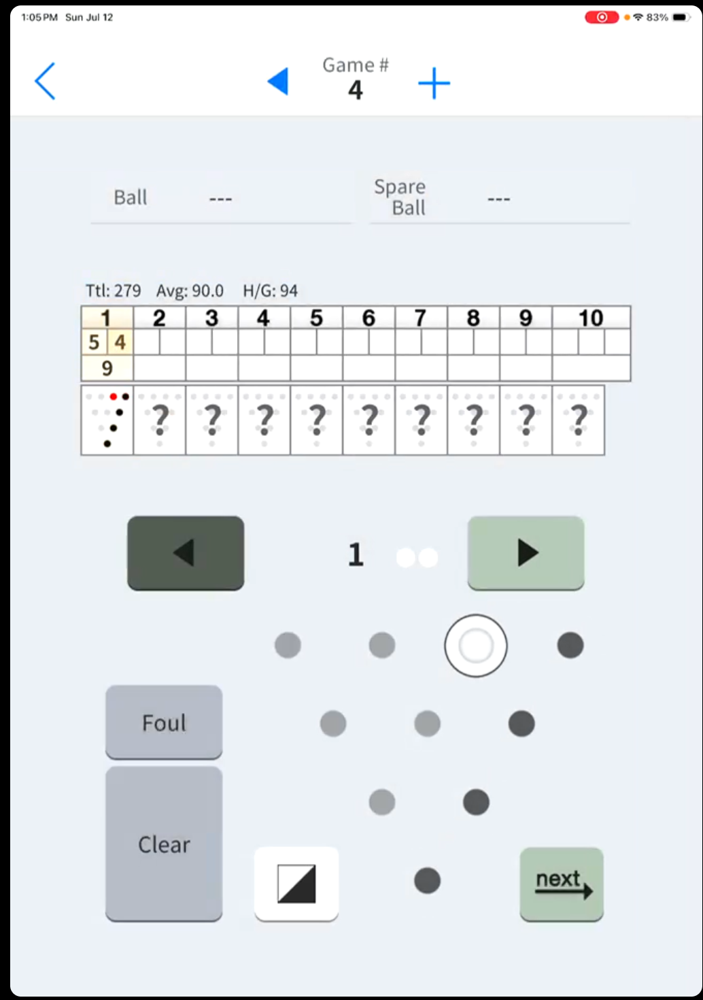 1:05 PM Sun Jul 12 83%
Game #
4
Ball --- Spare Ball ---
Ttl: 279 Avg: 90.0 H/G: 94
1 2 3 4 5 6 7 8 9 10
5 4
9
? ? ? ? ? ? ? ? ?
1
Foul
Clear
next